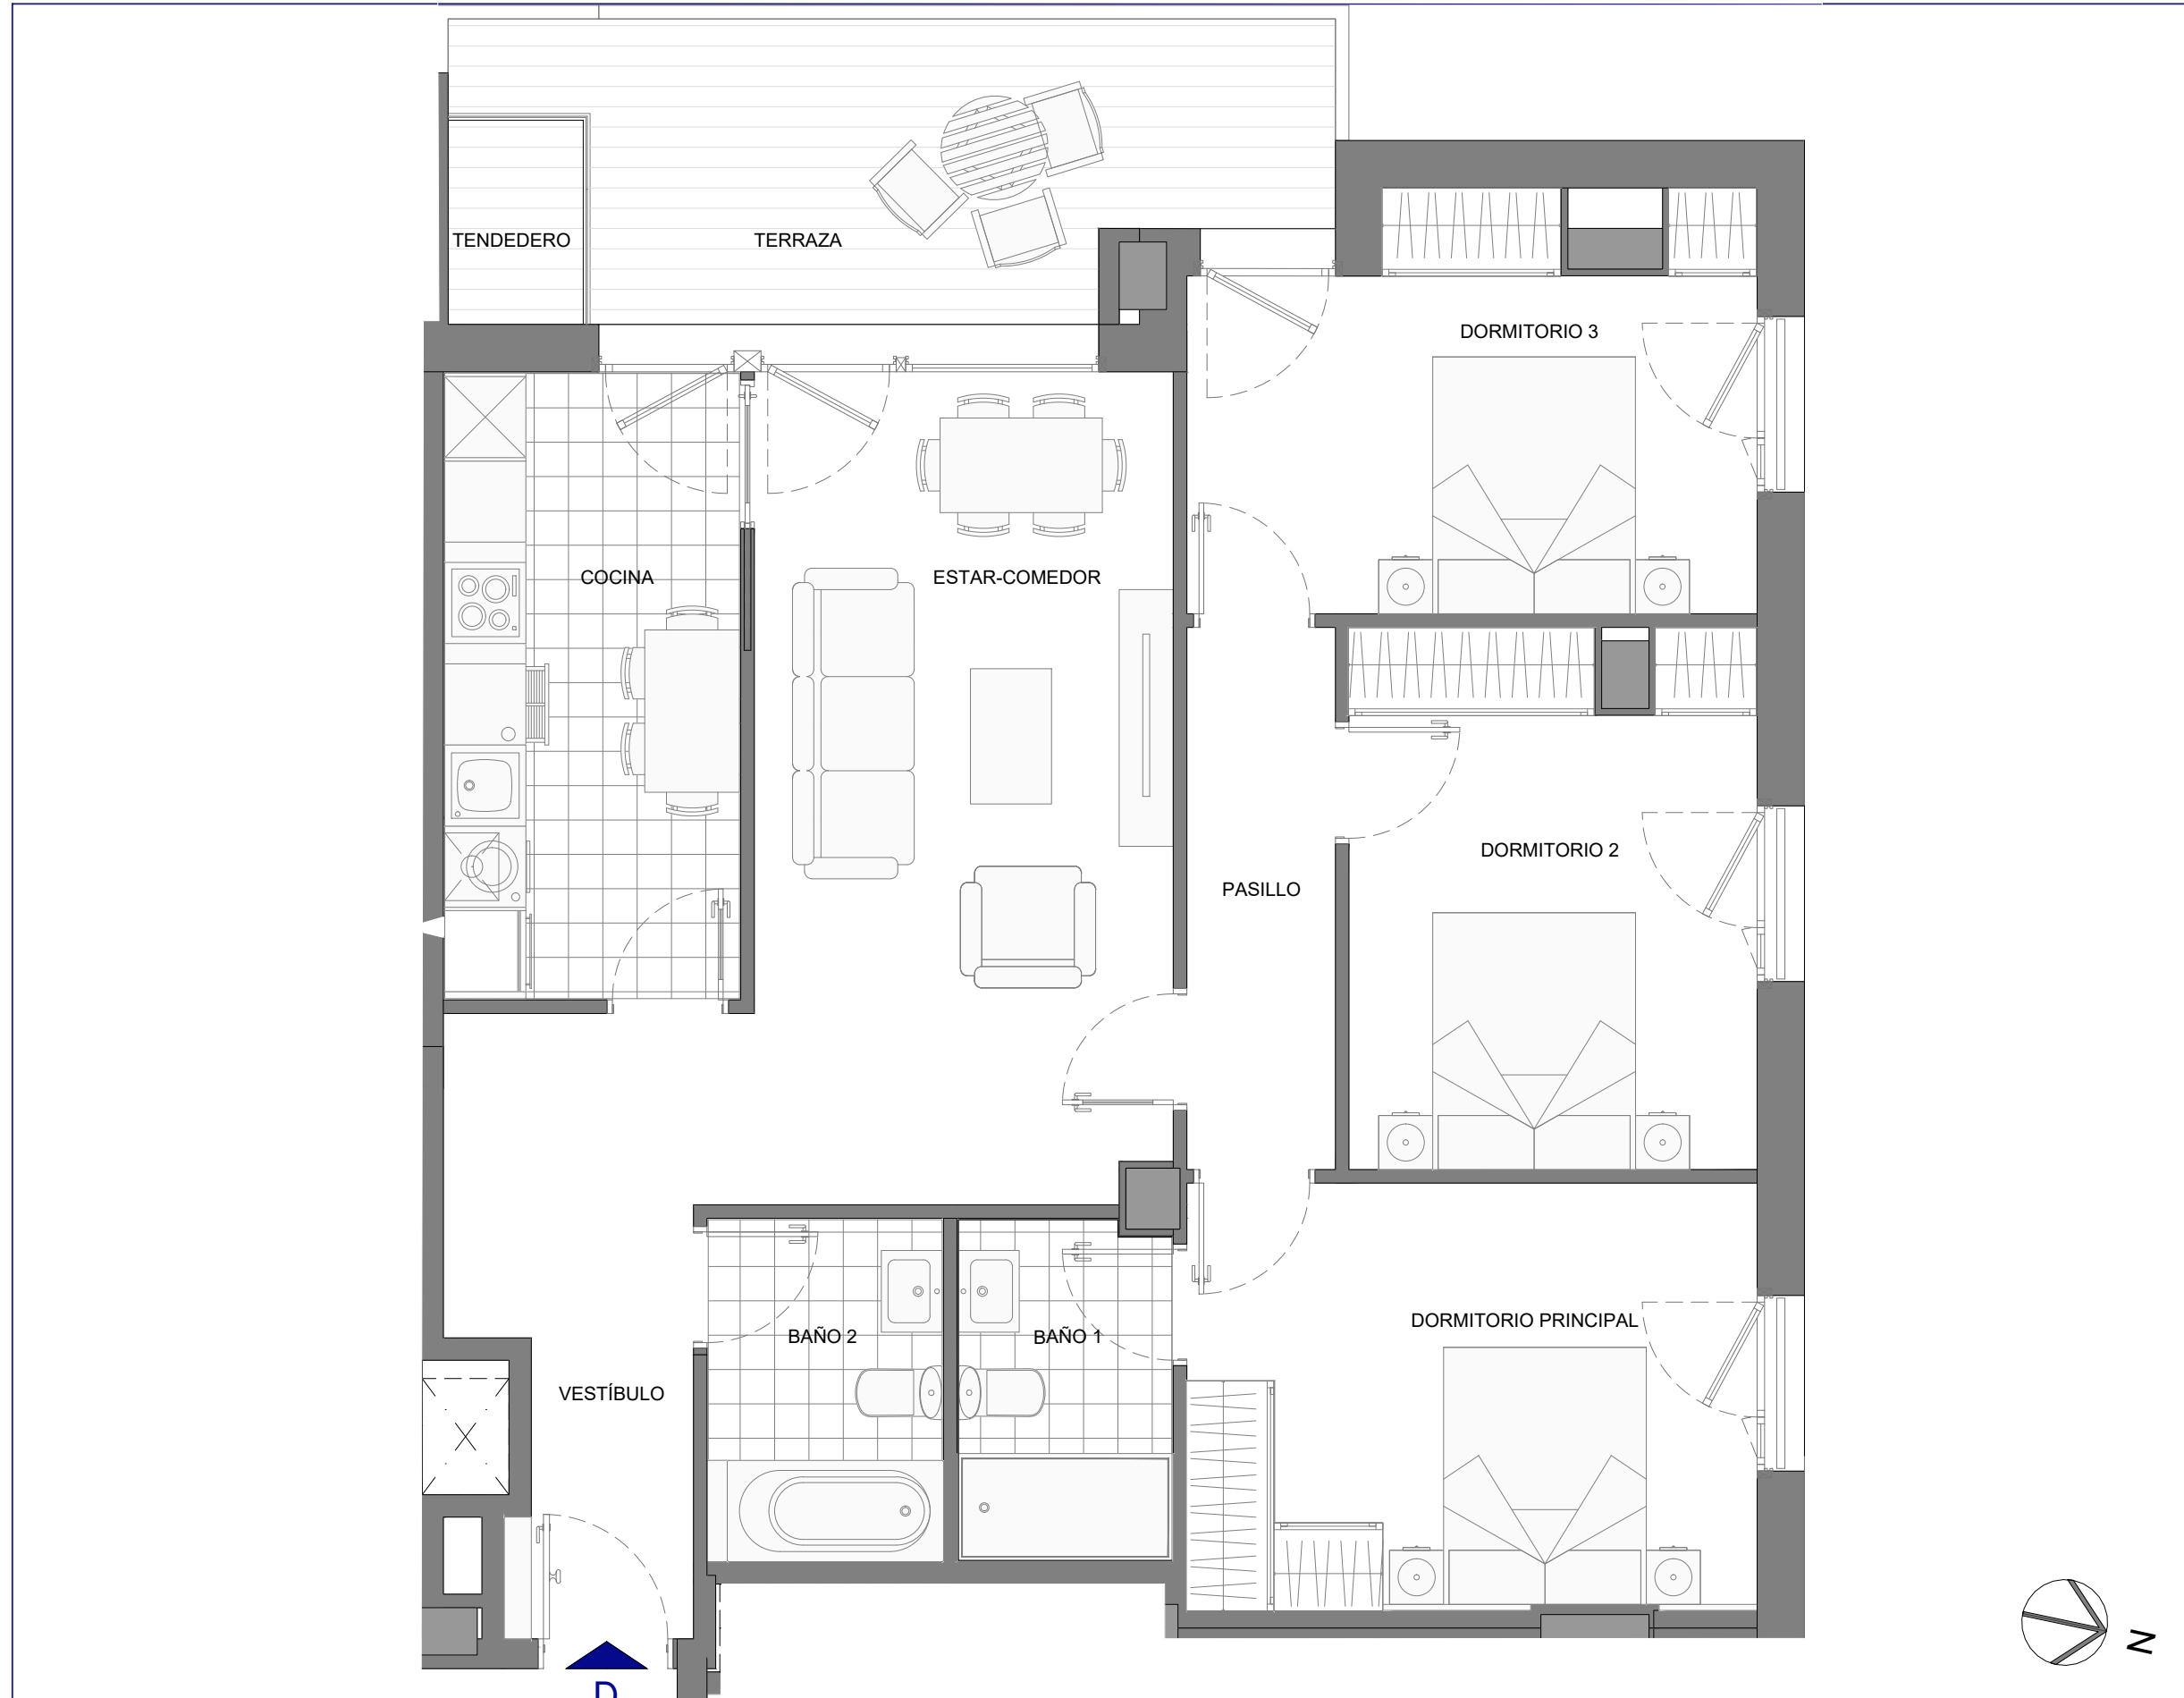 TENDEDERO
TERRAZA
DORMITORIO 3
COCINA
ESTAR-COMEDOR
DORMITORIO 2
PASILLO
DORMITORIO PRINCIPAL
BAÑO 2
BAÑO 1
VESTÍBULO
N
D